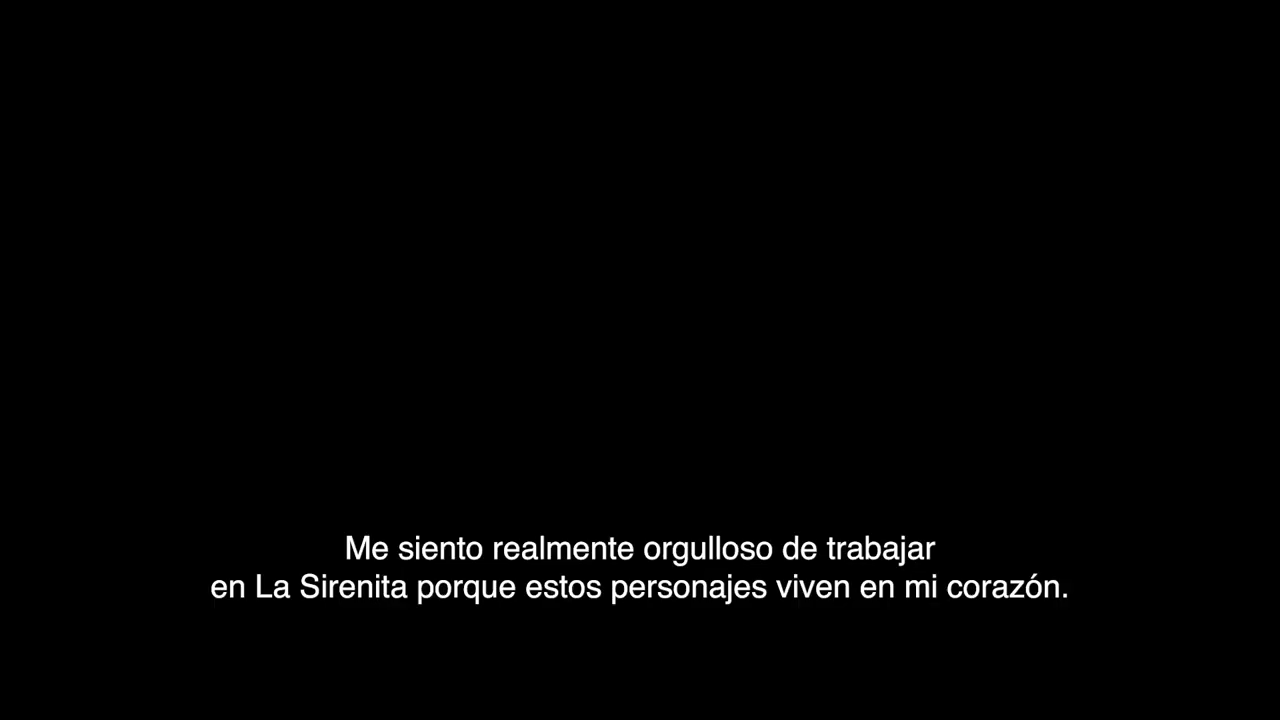 Me siento realmente orgulloso de trabajar
en La Sirenita porque estos personajes viven en mi corazón.